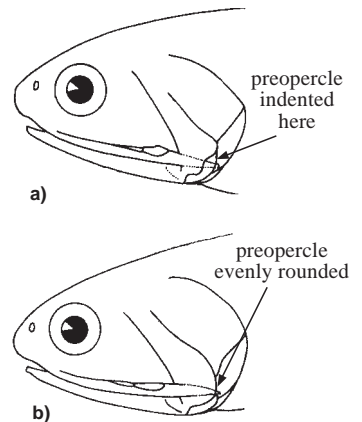 preopercle
indented
here
a)
preopercle
evenly rounded
b)